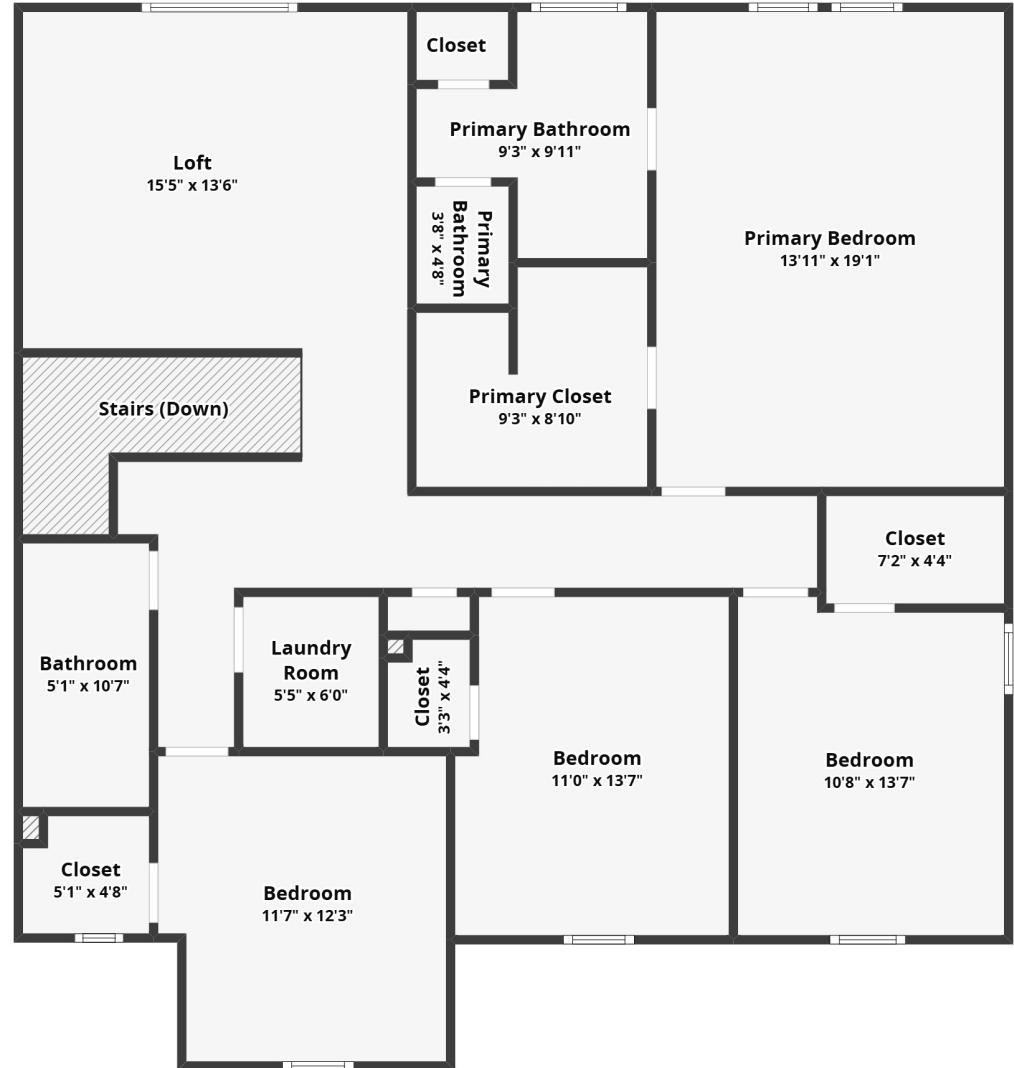 Closet
Primary Bathroom
9'3" x 9'11"
Loft
15'5" x 13'6"
Primary
Bathroom
3'8" x 4'8"
Primary Bedroom
13'11" x 19'1"
Primary Closet
9'3" x 8'10"
Stairs (Down)
Closet
7'2" x 4'4"
Bathroom
5'1" x 10'7"
Laundry
Room
5'5" x 6'0"
Closet
3'3" x 4'4"
Bedroom
11'0" x 13'7"
Bedroom
10'8" x 13'7"
Closet
5'1" x 4'8"
Bedroom
11'7" x 12'3"